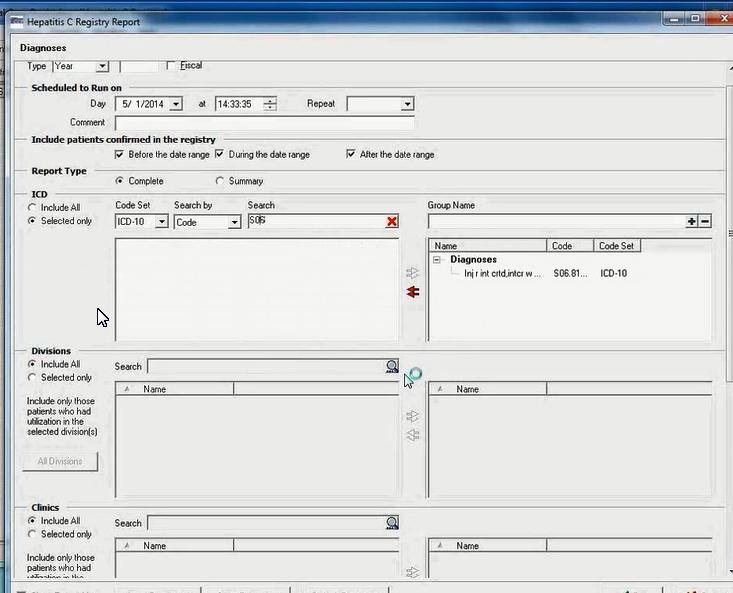 Hepatitis C Registry Report
Diagnoses
Type Year Fiscal
Scheduled to Run on
Day 5/ 1/2014 at 14:33:35 Repeat
Comment
Include patients confirmed in the registry
Before the date range During the date range After the date range
Report Type
Complete Summary
ICD
Include All Code Set Search by Search Group Name
Selected only ICD-10 Code S06
Name Code Code Set
Diagnoses
Inj r int crtd,intcr w ... S06.81... ICD-10
Divisions
Include All Search
Selected only
Name Name
Include only those
patients who had
utilization in the
selected division(s)
All Divisions
Clinics
Include All Search
Selected only
Name Name
Include only those
patients who had
utilization in the